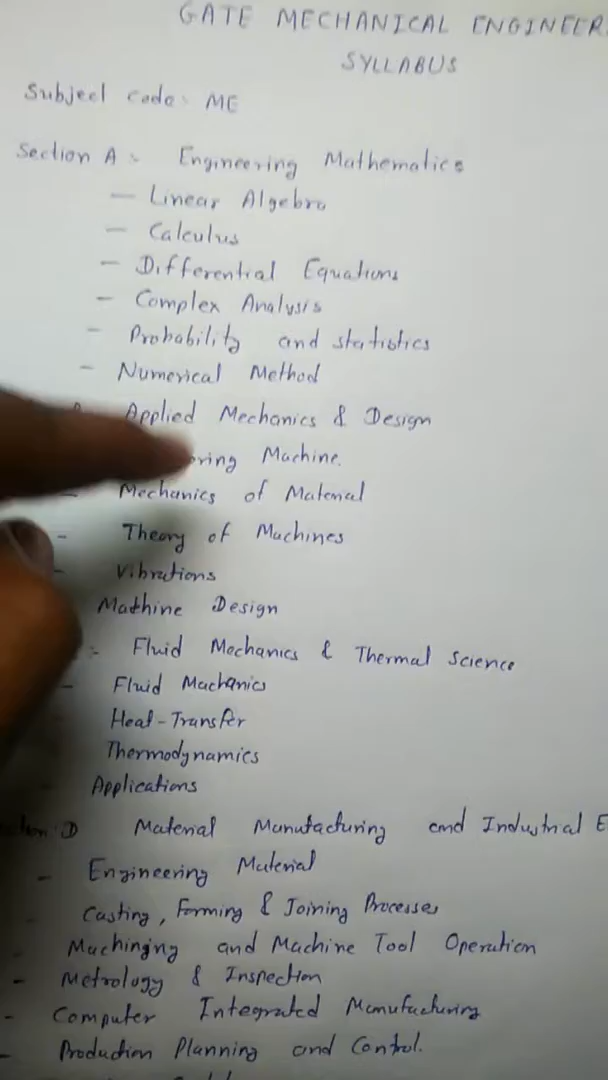 GATE MECHANICAL ENGINEER
SYLLABUS
Subject code:- ME
Section A :- Engineering Mathematics
- Linear Algebra
- Calculus
- Differential Equations
- Complex Analysis
- Probability and statistics
- Numerical Method
Applied Mechanics & Design
Machine.
- Mechanics of Material
- Theory of Machines
- Vibrations
Machine Design
:- Fluid Mechanics & Thermal Science
- Fluid Machanics
Heat-Transfer
Thermodynamics
Applications
D Material Manufacturing and Industrial E
- Engineering Material
- Casting, Forming & Joining Processes
- Machinging and Machine Tool Operation
- Metrology & Inspection
- Computer Integrated Manufacturing
- Production Planning and Control.